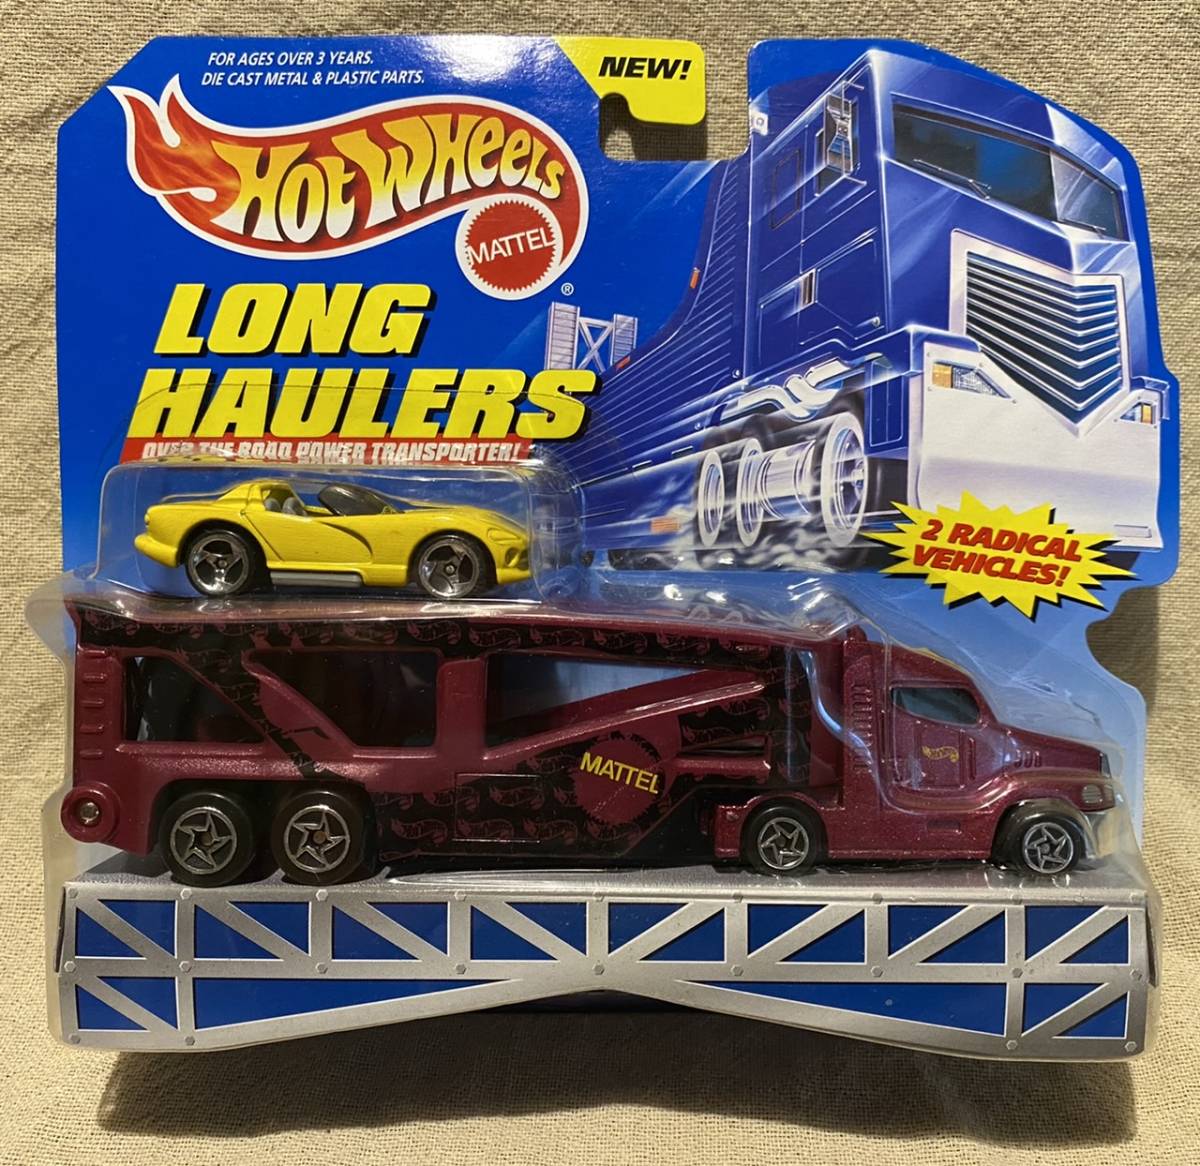 FOR AGES OVER 3 YEARS.
DIE CAST METAL & PLASTIC PARTS.
NEW!
HOT WHEELS
MATTEL
®
LONG
HAULERS
OVER THE ROAD POWER TRANSPORTER!
2 RADICAL
VEHICLES!
MATTEL